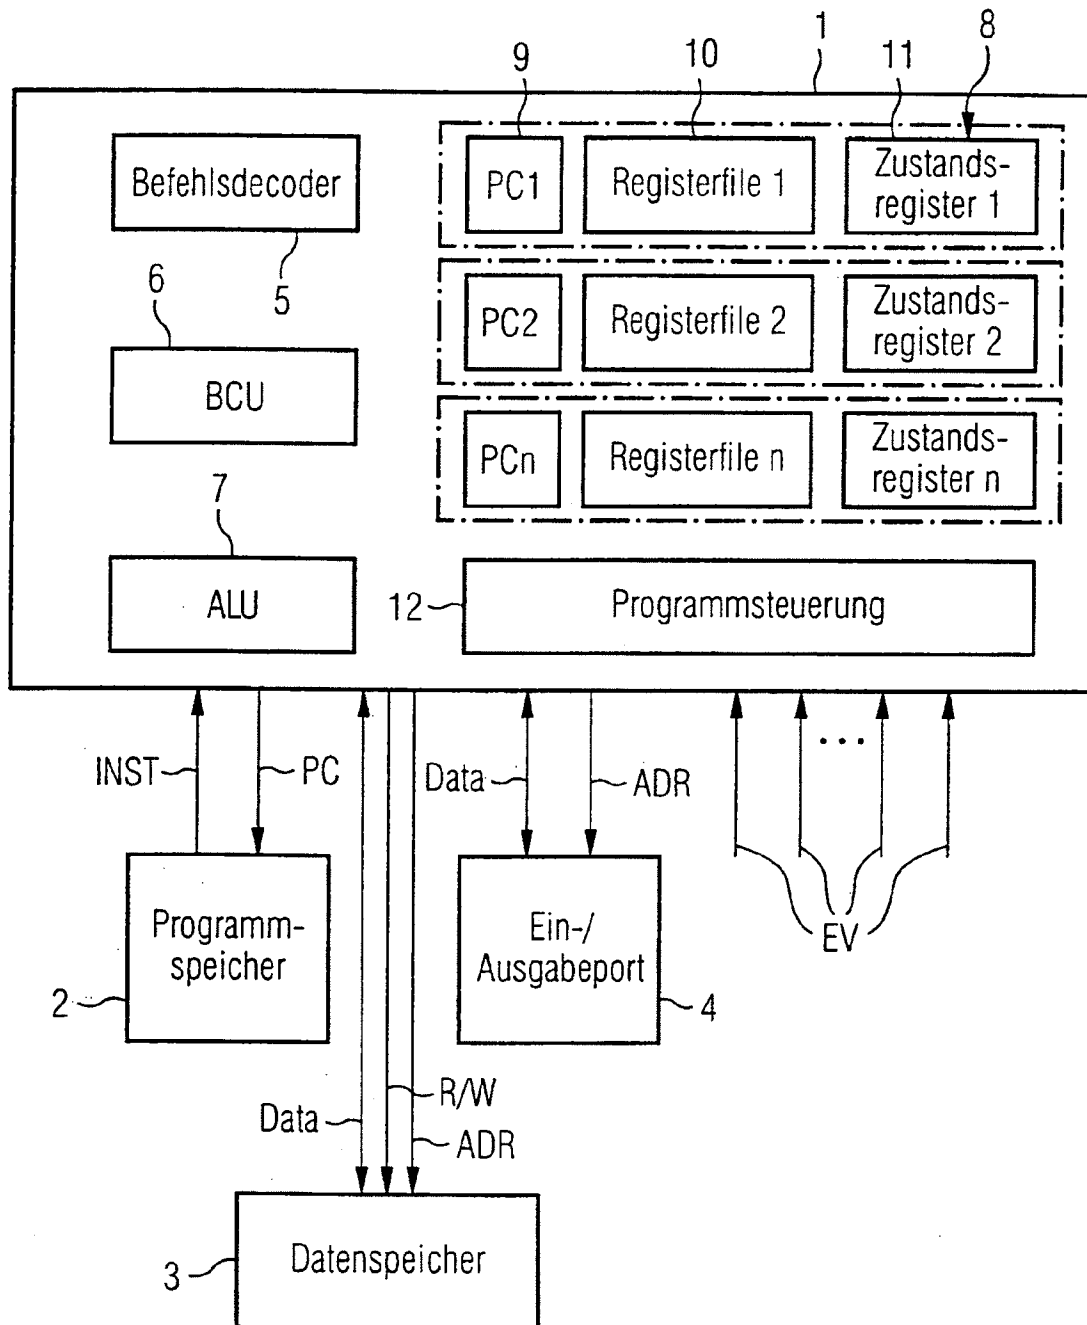 1
9
10
11
8
Befehlsdecoder
5
PC1
Registerfile 1
Zustands-
register 1
6
BCU
PC2
Registerfile 2
Zustands-
register 2
PCn
Registerfile n
Zustands-
register n
7
ALU
12
Programmsteuerung
INST
PC
Data
ADR
...
EV
Programm-
speicher
2
Ein-/
Ausgabeport
4
Data
R/W
ADR
Datenspeicher
3